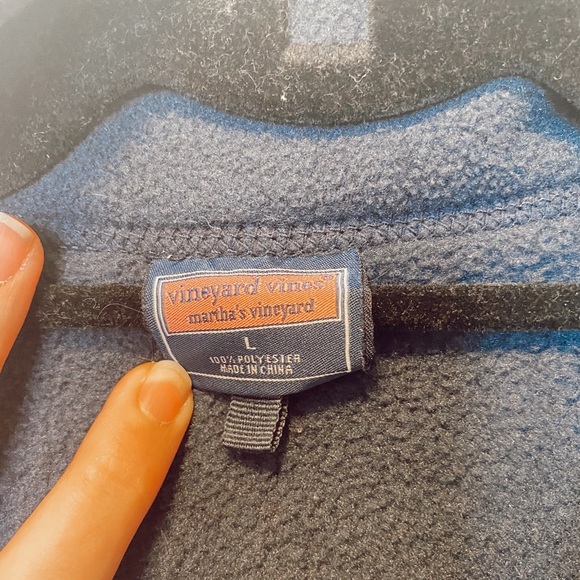 vineyard vines
martha's vineyard
L
100% POLYESTER
MADE IN CHINA